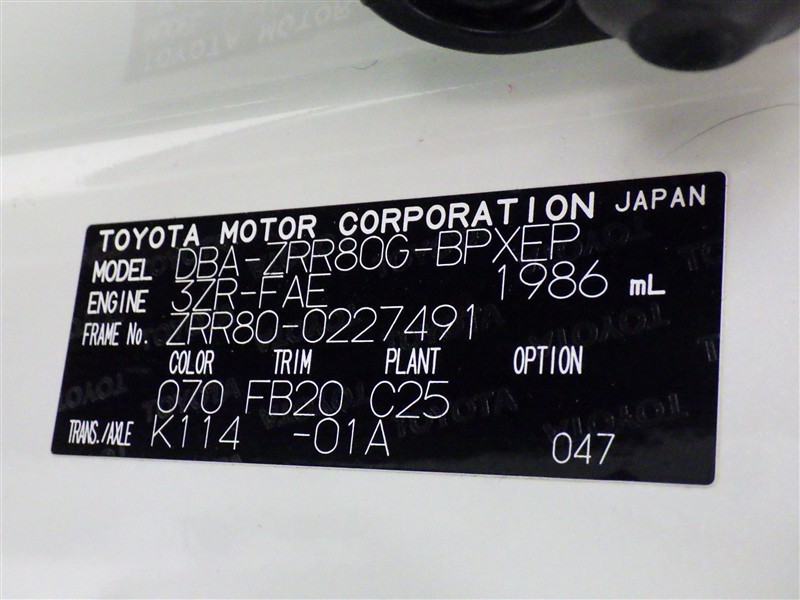 TOYOTA MOTOR CORPORATION JAPAN
MODEL DBA-ZRR80G-BPXEP
ENGINE 3ZR-FAE 1986 mL
FRAME No. ZRR80-0227491
COLOR TRIM PLANT OPTION
070 FB20 C25
TRANS./AXLE K114 -01A 047